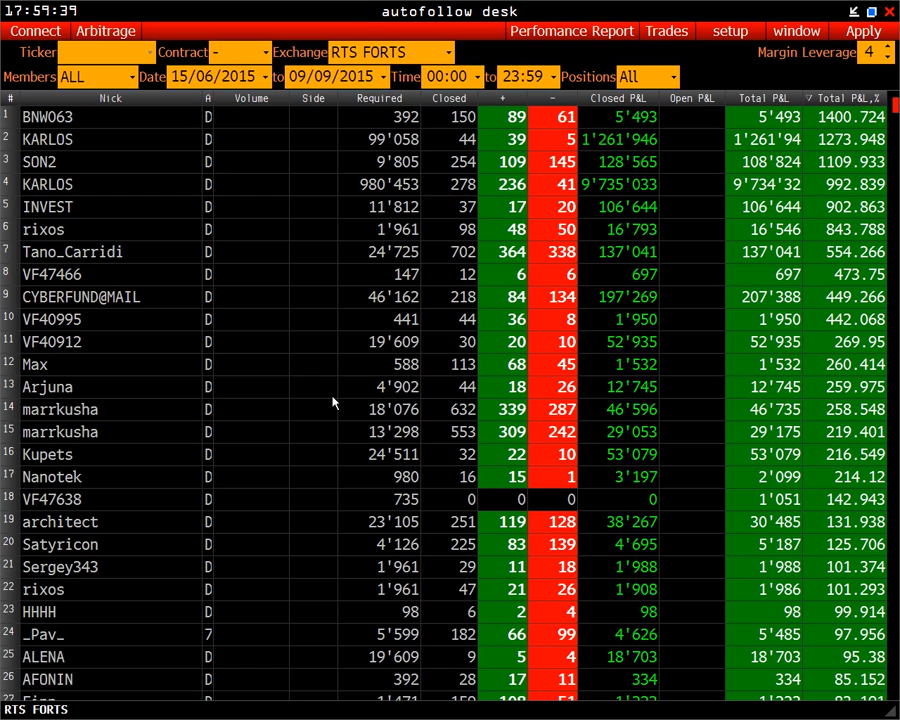 17:59:39 autofollow desk
Connect Arbitrage Perfomance Report Trades setup window Apply
Ticker Contract - Exchange RTS FORTS Margin Leverage 4
Members ALL Date 15/06/2015 to 09/09/2015 Time 00:00 to 23:59 Positions All
# Nick A Volume Side Required Closed + - Closed P&L Open P&L Total P&L Total P&L,%
1 BNW063 D 392 150 89 61 5'493 5'493 1400.724
2 KARLOS D 99'058 44 39 5 1'261'946 1'261'94 1273.948
3 SON2 D 9'805 254 109 145 128'565 108'824 1109.933
4 KARLOS D 980'453 278 236 41 9'735'033 9'734'32 992.839
5 INVEST D 11'812 37 17 20 106'644 106'644 902.863
6 rixos D 1'961 98 48 50 16'793 16'546 843.788
7 Tano_Carridi D 24'725 702 364 338 137'041 137'041 554.266
8 VF47466 D 147 12 6 6 697 697 473.75
9 CYBERFUND@MAIL D 46'162 218 84 134 197'269 207'388 449.266
10 VF40995 D 441 44 36 8 1'950 1'950 442.068
11 VF40912 D 19'609 30 20 10 52'935 52'935 269.95
12 Max D 588 113 68 45 1'532 1'532 260.414
13 Arjuna D 4'902 44 18 26 12'745 12'745 259.975
14 marrkusha D 18'076 632 339 287 46'596 46'735 258.548
15 marrkusha D 13'298 553 309 242 29'053 29'175 219.401
16 Kupets D 24'511 32 22 10 53'079 53'079 216.549
17 Nanotek D 980 16 15 1 3'197 2'099 214.12
18 VF47638 D 735 0 0 0 0 1'051 142.943
19 architect D 23'105 251 119 128 38'267 30'485 131.938
20 Satyricon D 4'126 225 83 139 4'695 5'187 125.706
21 Sergey343 D 1'961 29 11 18 1'988 1'988 101.374
22 rixos D 1'961 47 21 26 1'908 1'986 101.293
23 HHHH D 98 6 2 4 98 98 99.914
24 _Pav_ 7 5'599 182 66 99 4'626 5'485 97.956
25 ALENA D 19'609 9 5 4 18'703 18'703 95.38
26 AFONIN D 392 28 17 11 334 334 85.152
RTS FORTS